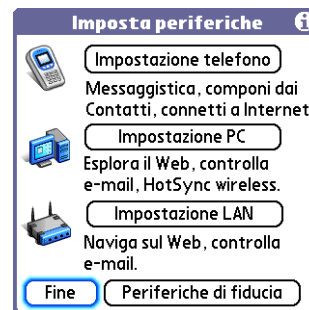 Imposta periferiche
Impostazione telefono
Messaggistica, componi dai
Contatti, connetti a Internet
Impostazione PC
Esplora il Web, controlla
e-mail, HotSync wireless.
Impostazione LAN
Naviga sul Web, controlla
e-mail.
Fine Periferiche di fiducia